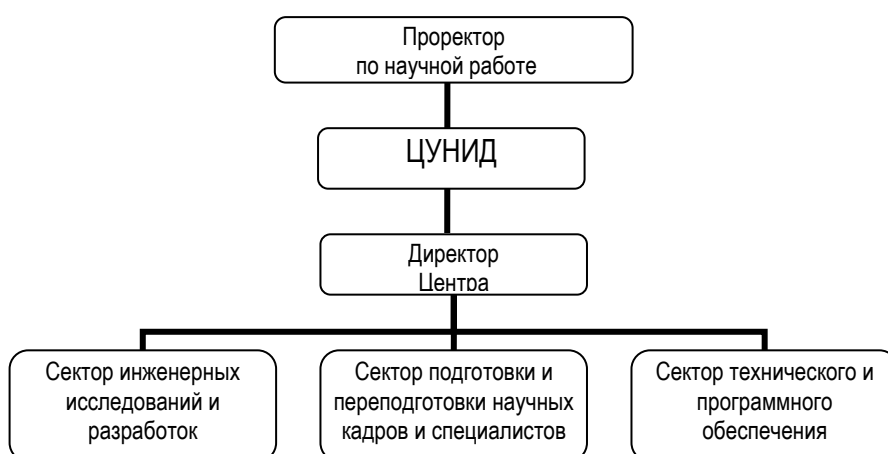 Проректор
по научной работе
ЦУНИД
Директор
Центра
Сектор инженерных
исследований и
разработок
Сектор подготовки и
переподготовки научных
кадров и специалистов
Сектор технического и
программного
обеспечения